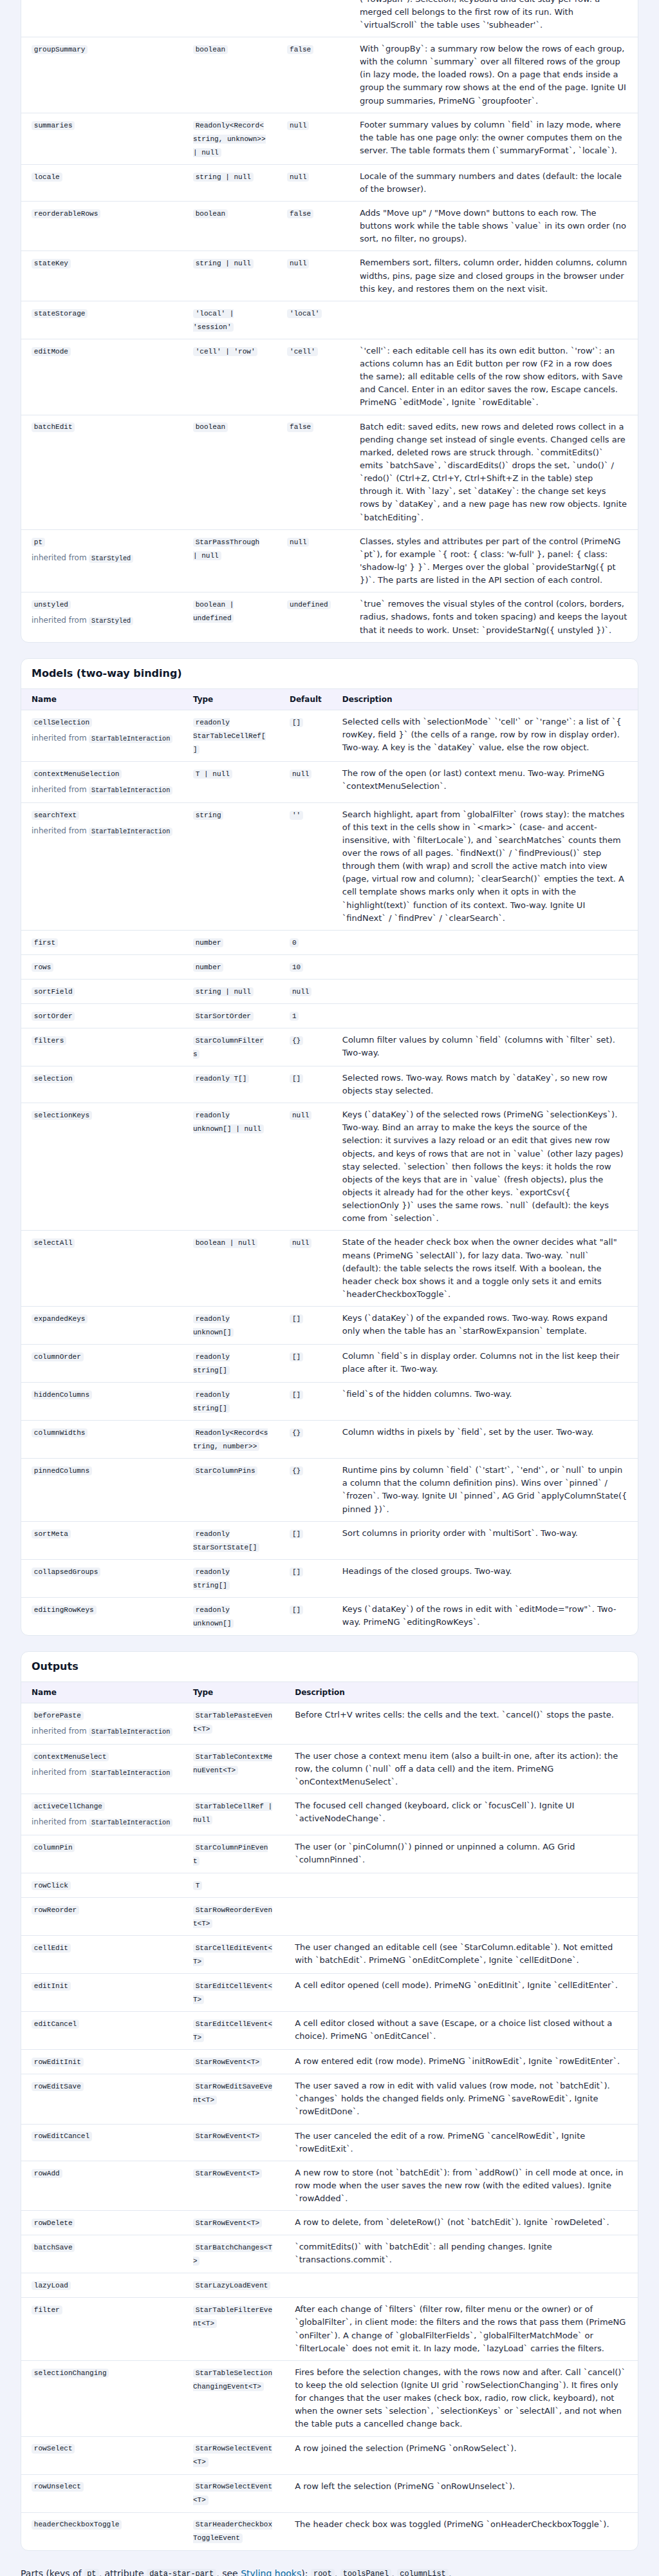 merged cell belongs to the first row of its run. With
`virtualScroll` the table uses `'subheader'`.
groupSummary boolean false With `groupBy`: a summary row below the rows of each group,
with the column `summary` over all filtered rows of the group
(in lazy mode, the loaded rows). On a page that ends inside a
group the summary row shows at the end of the page. Ignite UI
group summaries, PrimeNG `groupfooter`.
summaries Readonly<Record< null Footer summary values by column `field` in lazy mode, where
string, unknown>> the table has one page only: the owner computes them on the
| null server. The table formats them (`summaryFormat`, `locale`).
locale string | null null Locale of the summary numbers and dates (default: the locale
of the browser).
reorderableRows boolean false Adds "Move up" / "Move down" buttons to each row. The
buttons work while the table shows `value` in its own order (no
sort, no filter, no groups).
stateKey string | null null Remembers sort, filters, column order, hidden columns, column
widths, pins, page size and closed groups in the browser under
this key, and restores them on the next visit.
stateStorage 'local' | 'local'
'session'
editMode 'cell' | 'row' 'cell' `'cell'`: each editable cell has its own edit button. `'row'`: an
actions column has an Edit button per row (F2 in a row does
the same); all editable cells of the row show editors, with Save
and Cancel. Enter in an editor saves the row, Escape cancels.
PrimeNG `editMode`, Ignite `rowEditable`.
batchEdit boolean false Batch edit: saved edits, new rows and deleted rows collect in a
pending change set instead of single events. Changed cells are
marked, deleted rows are struck through. `commitEdits()`
emits `batchSave`, `discardEdits()` drops the set, `undo()` /
`redo()` (Ctrl+Z, Ctrl+Y, Ctrl+Shift+Z in the table) step
through it. With `lazy`, set `dataKey`: the change set keys
rows by `dataKey`, and a new page has new row objects. Ignite
`batchEditing`.
pt StarPassThrough null Classes, styles and attributes per part of the control (PrimeNG
inherited from StarStyled | null `pt`), for example `{ root: { class: 'w-full' }, panel: { class:
'shadow-lg' } }`. Merges over the global `provideStarNg({ pt
})`. The parts are listed in the API section of each control.
unstyled boolean | undefined `true` removes the visual styles of the control (colors, borders,
inherited from StarStyled undefined radius, shadows, fonts and token spacing) and keeps the layout
that it needs to work. Unset: `provideStarNg({ unstyled })`.
Models (two-way binding)
Name Type Default Description
cellSelection readonly [] Selected cells with `selectionMode` `'cell'` or `'range'`: a list of `{
inherited from StarTableInteraction StarTableCellRef[ rowKey, field }` (the cells of a range, row by row in display order).
] Two-way. A key is the `dataKey` value, else the row object.
contextMenuSelection T | null null The row of the open (or last) context menu. Two-way. PrimeNG
inherited from StarTableInteraction `contextMenuSelection`.
searchText string '' Search highlight, apart from `globalFilter` (rows stay): the matches
inherited from StarTableInteraction of this text in the cells show in `<mark>` (case- and accent-
insensitive, with `filterLocale`), and `searchMatches` counts them
over the rows of all pages. `findNext()` / `findPrevious()` step
through them (with wrap) and scroll the active match into view
(page, virtual row and column); `clearSearch()` empties the text. A
cell template shows marks only when it opts in with the
`highlight(text)` function of its context. Two-way. Ignite UI
`findNext` / `findPrev` / `clearSearch`.
first number 0
rows number 10
sortField string | null null
sortOrder StarSortOrder 1
filters StarColumnFilter {} Column filter values by column `field` (columns with `filter` set).
s Two-way.
selection readonly T[] [] Selected rows. Two-way. Rows match by `dataKey`, so new row
objects stay selected.
selectionKeys readonly null Keys (`dataKey`) of the selected rows (PrimeNG `selectionKeys`).
unknown[] | null Two-way. Bind an array to make the keys the source of the
selection: it survives a lazy reload or an edit that gives new row
objects, and keys of rows that are not in `value` (other lazy pages)
stay selected. `selection` then follows the keys: it holds the row
objects of the keys that are in `value` (fresh objects), plus the
objects it already had for the other keys. `exportCsv({
selectionOnly })` uses the same rows. `null` (default): the keys
come from `selection`.
selectAll boolean | null null State of the header check box when the owner decides what "all"
means (PrimeNG `selectAll`), for lazy data. Two-way. `null`
(default): the table selects the rows itself. With a boolean, the
header check box shows it and a toggle only sets it and emits
`headerCheckboxToggle`.
expandedKeys readonly [] Keys (`dataKey`) of the expanded rows. Two-way. Rows expand
unknown[] only when the table has an `starRowExpansion` template.
columnOrder readonly [] Column `field`s in display order. Columns not in the list keep their
string[] place after it. Two-way.
hiddenColumns readonly [] `field`s of the hidden columns. Two-way.
string[]
columnWidths Readonly<Record<s {} Column widths in pixels by `field`, set by the user. Two-way.
tring, number>>
pinnedColumns StarColumnPins {} Runtime pins by column `field` (`'start'`, `'end'`, or `null` to unpin
a column that the column definition pins). Wins over `pinned` /
`frozen`. Two-way. Ignite UI `pinned`, AG Grid `applyColumnState({
pinned })`.
sortMeta readonly [] Sort columns in priority order with `multiSort`. Two-way.
StarSortState[]
collapsedGroups readonly [] Headings of the closed groups. Two-way.
string[]
editingRowKeys readonly [] Keys (`dataKey`) of the rows in edit with `editMode="row"`. Two-
unknown[] way. PrimeNG `editingRowKeys`.
Outputs
Name Type Description
beforePaste StarTablePasteEven Before Ctrl+V writes cells: the cells and the text. `cancel()` stops the paste.
inherited from StarTableInteraction t<T>
contextMenuSelect StarTableContextMe The user chose a context menu item (also a built-in one, after its action): the
inherited from StarTableInteraction nuEvent<T> row, the column (`null` off a data cell) and the item. PrimeNG
`onContextMenuSelect`.
activeCellChange StarTableCellRef | The focused cell changed (keyboard, click or `focusCell`). Ignite UI
inherited from StarTableInteraction null `activeNodeChange`.
columnPin StarColumnPinEven The user (or `pinColumn()`) pinned or unpinned a column. AG Grid
t `columnPinned`.
rowClick T
rowReorder StarRowReorderEven
t<T>
cellEdit StarCellEditEvent< The user changed an editable cell (see `StarColumn.editable`). Not emitted
T> with `batchEdit`. PrimeNG `onEditComplete`, Ignite `cellEditDone`.
editInit StarEditCellEvent< A cell editor opened (cell mode). PrimeNG `onEditInit`, Ignite `cellEditEnter`.
T>
editCancel StarEditCellEvent< A cell editor closed without a save (Escape, or a choice list closed without a
T> choice). PrimeNG `onEditCancel`.
rowEditInit StarRowEvent<T> A row entered edit (row mode). PrimeNG `initRowEdit`, Ignite `rowEditEnter`.
rowEditSave StarRowEditSaveEve The user saved a row in edit with valid values (row mode, not `batchEdit`).
nt<T> `changes` holds the changed fields only. PrimeNG `saveRowEdit`, Ignite
`rowEditDone`.
rowEditCancel StarRowEvent<T> The user canceled the edit of a row. PrimeNG `cancelRowEdit`, Ignite
`rowEditExit`.
rowAdd StarRowEvent<T> A new row to store (not `batchEdit`): from `addRow()` in cell mode at once, in
row mode when the user saves the new row (with the edited values). Ignite
`rowAdded`.
rowDelete StarRowEvent<T> A row to delete, from `deleteRow()` (not `batchEdit`). Ignite `rowDeleted`.
batchSave StarBatchChanges<T `commitEdits()` with `batchEdit`: all pending changes. Ignite
> `transactions.commit`.
lazyLoad StarLazyLoadEvent
filter StarTableFilterEve After each change of `filters` (filter row, filter menu or the owner) or of
nt<T> `globalFilter`, in client mode: the filters and the rows that pass them (PrimeNG
`onFilter`). A change of `globalFilterFields`, `globalFilterMatchMode` or
`filterLocale` does not emit it. In lazy mode, `lazyLoad` carries the filters.
selectionChanging StarTableSelection Fires before the selection changes, with the rows now and after. Call `cancel()`
ChangingEvent<T> to keep the old selection (Ignite UI grid `rowSelectionChanging`). It fires only
for changes that the user makes (check box, radio, row click, keyboard), not
when the owner sets `selection`, `selectionKeys` or `selectAll`, and not when
the table puts a cancelled change back.
rowSelect StarRowSelectEvent A row joined the selection (PrimeNG `onRowSelect`).
<T>
rowUnselect StarRowSelectEvent A row left the selection (PrimeNG `onRowUnselect`).
<T>
headerCheckboxToggle StarHeaderCheckbox The header check box was toggled (PrimeNG `onHeaderCheckboxToggle`).
ToggleEvent
Parts (keys of pt, attribute data-star-part, see Styling hooks): root, toolsPanel, columnList,